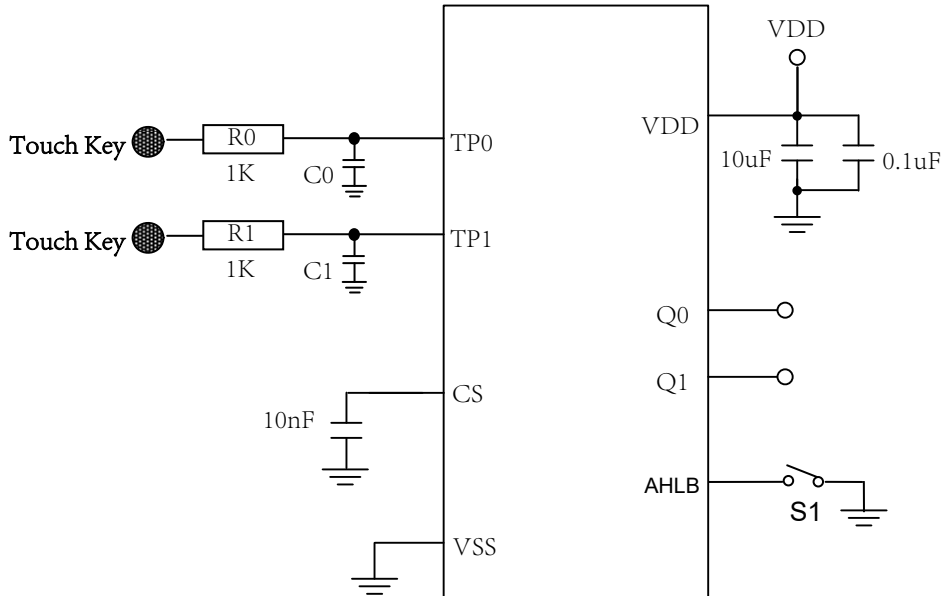 VDD
Touch Key
R0
1K
C0
TP0
VDD
10uF
0.1uF
Touch Key
R1
1K
C1
TP1
Q0
Q1
10nF
CS
AHLB
S1
VSS